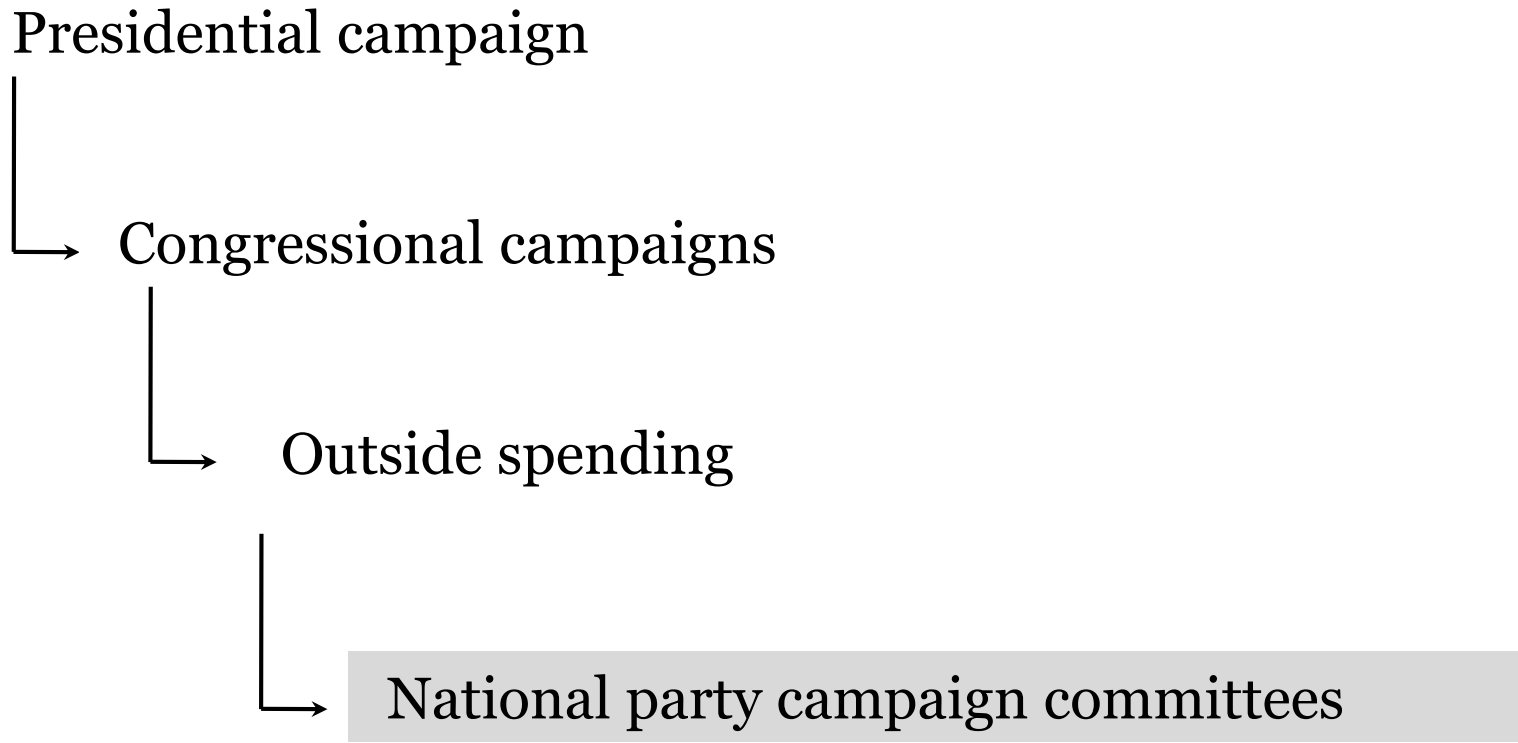 Presidential campaign
Congressional campaigns
Outside spending
National party campaign committees